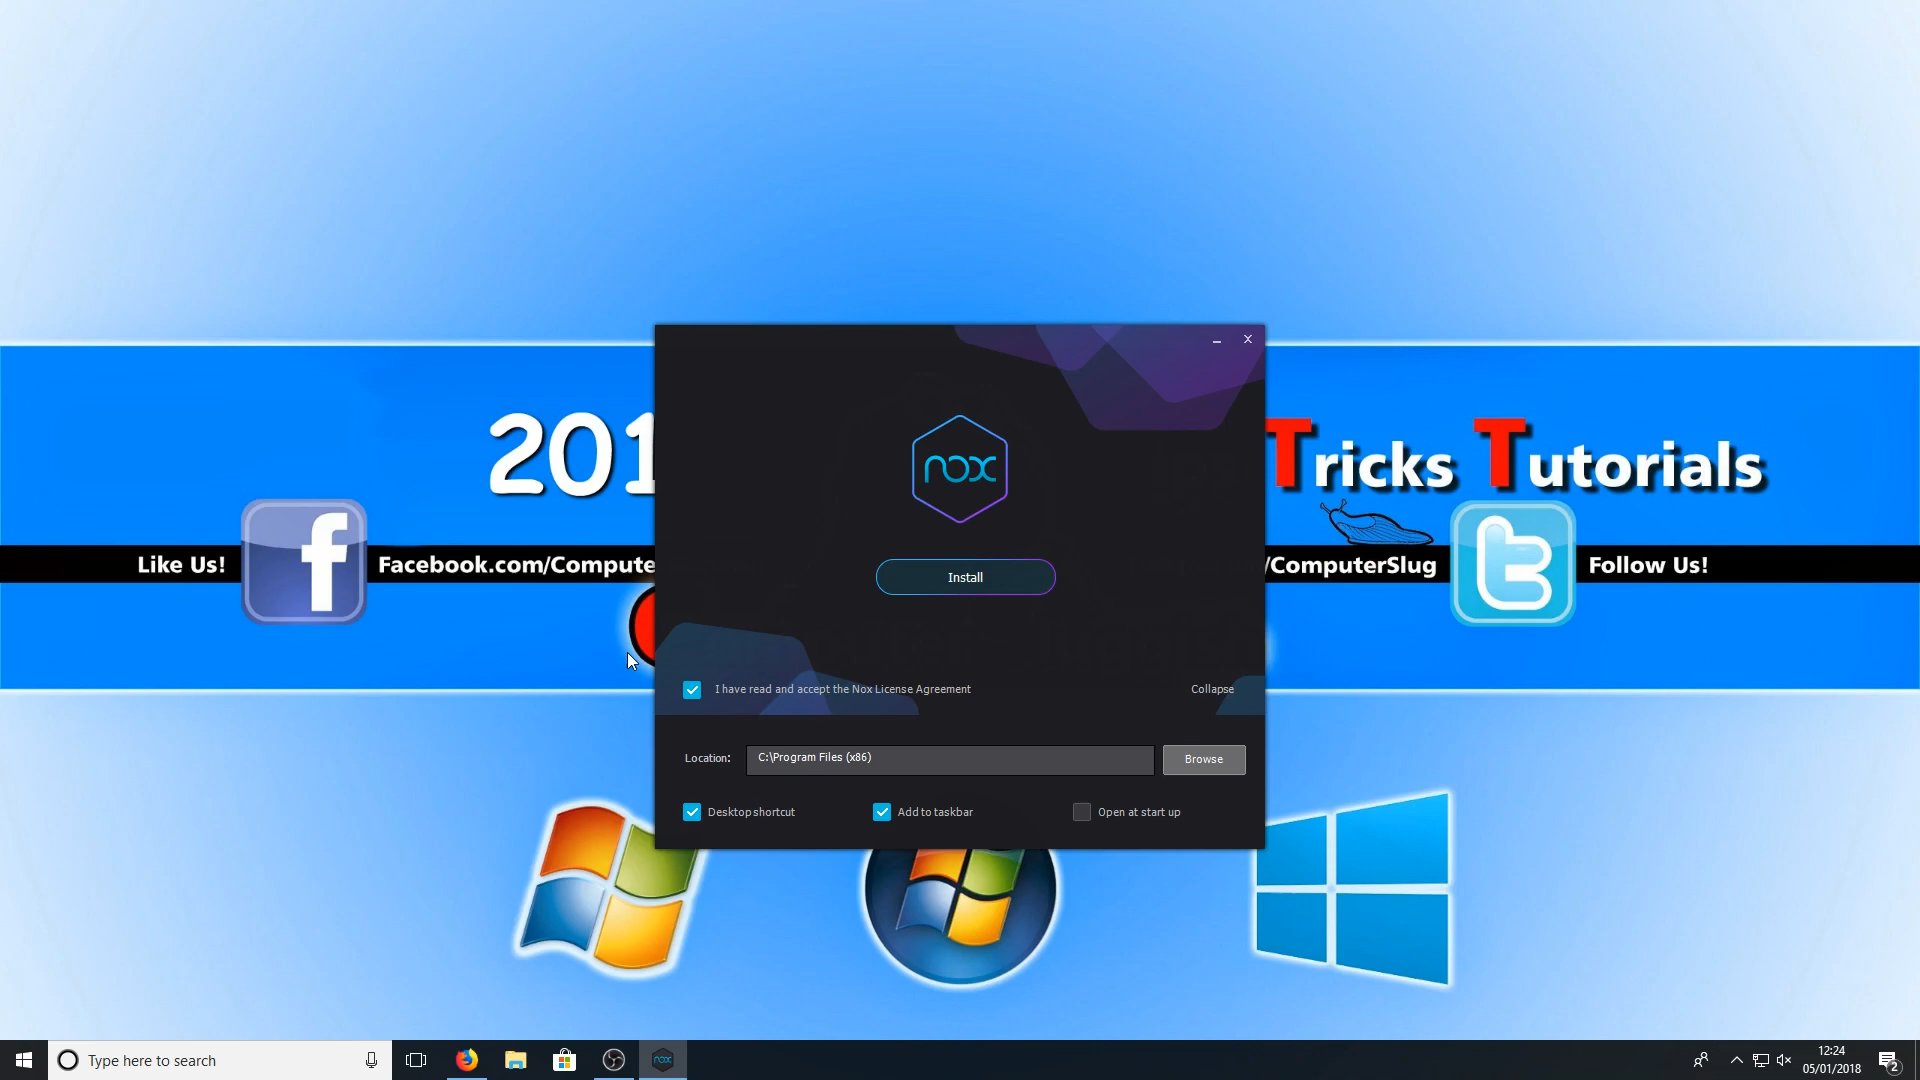 201
Tricks Tutorials
Like Us!
Facebook.com/Compute
/ComputerSlug
Follow Us!
nox
Install
I have read and accept the Nox License Agreement
Collapse
Location:
C:\Program Files (x86)
Browse
Desktop shortcut
Add to taskbar
Open at start up
Type here to search
nox
12:24
05/01/2018
2